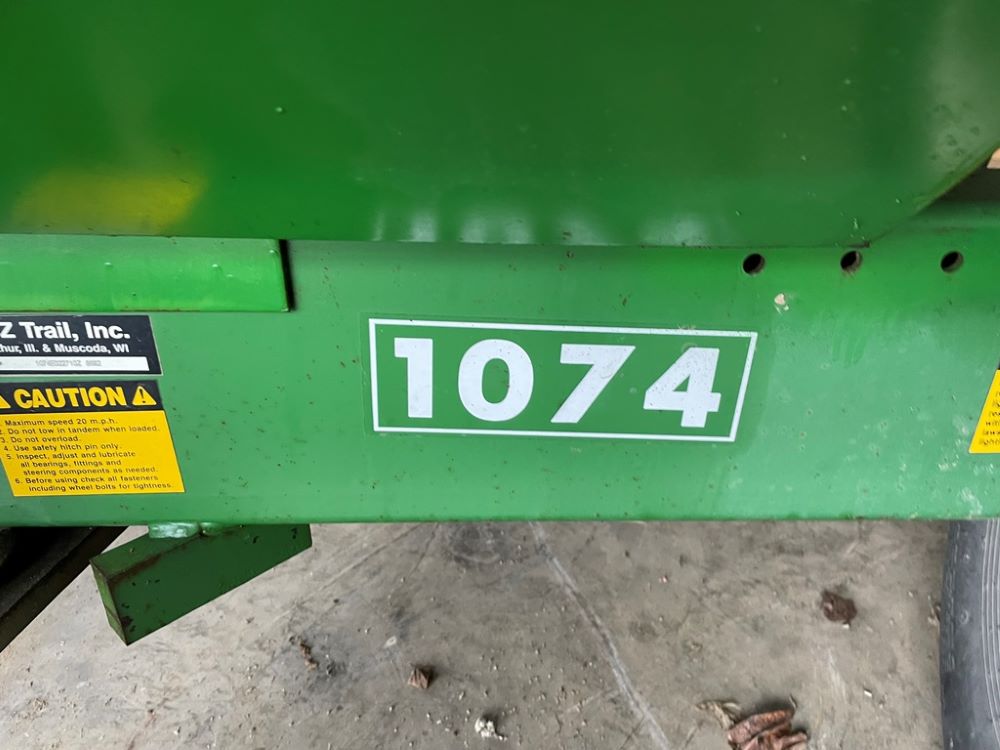 Z Trail, Inc.
thur, Ill. & Muscoda, WI
CAUTION
1. Maximum speed 20 m.p.h.
2. Do not tow in tandem when loaded.
3. Do not overload.
4. Use safety hitch pin only.
5. Inspect, adjust and lubricate
all bearings, fittings and
steering components as needed.
6. Before using check all fasteners
including wheel bolts for tightness.
1074